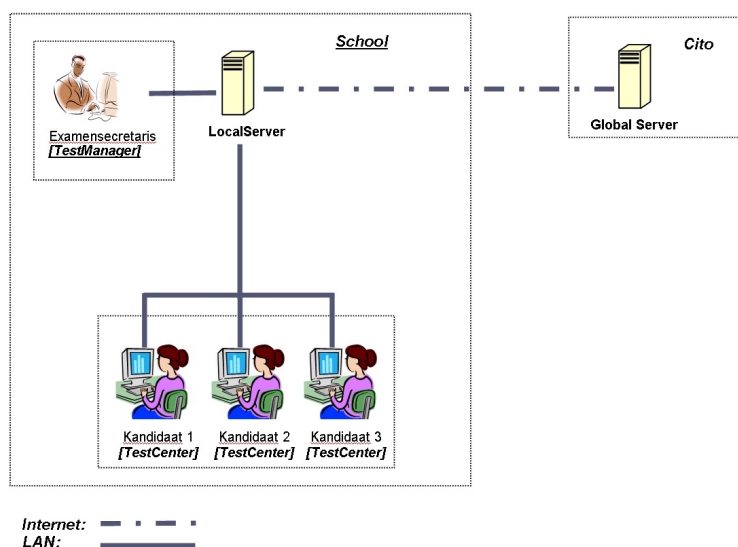 School
Cito
Examensecretaris
[TestManager]
LocalServer
Global Server
Kandidaat 1
[TestCenter]
Kandidaat 2
[TestCenter]
Kandidaat 3
[TestCenter]
Internet:
LAN: